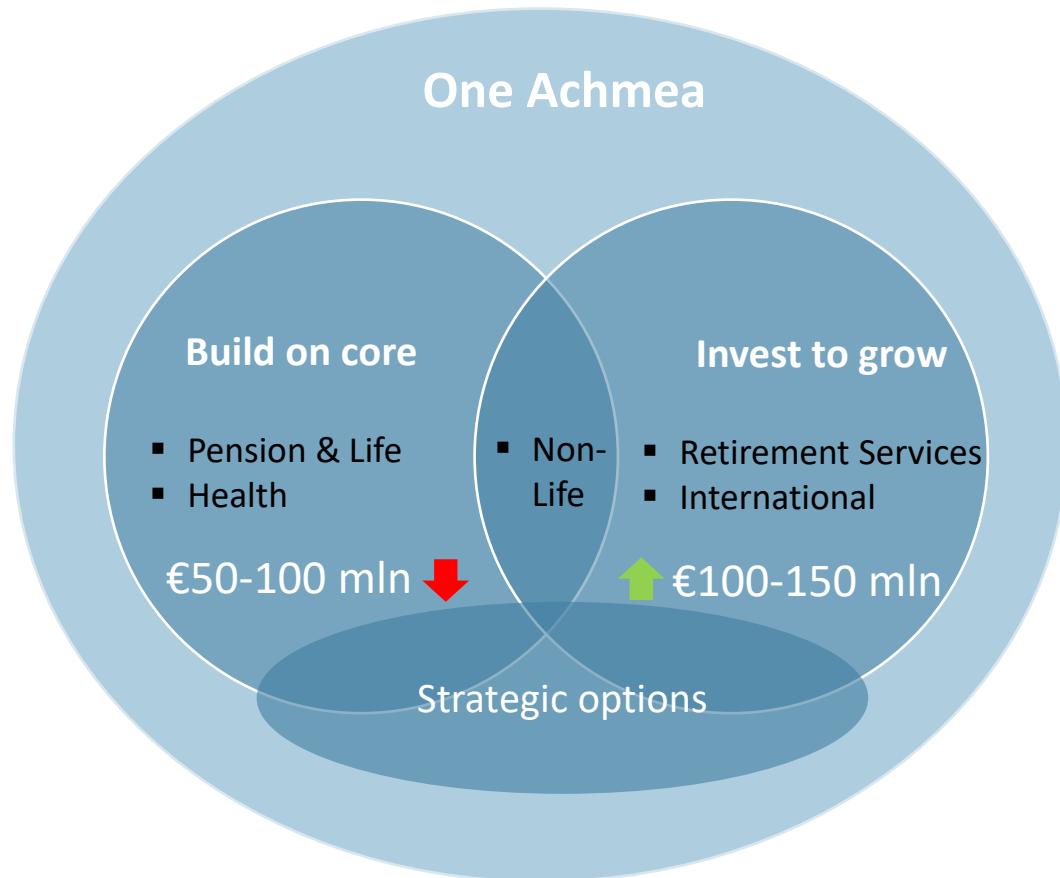 One Achmea
Build on core
Invest to grow
▪ Pension & Life
▪ Health
▪ Non-
Life
▪ Retirement Services
▪ International
€50-100 mln
€100-150 mln
Strategic options